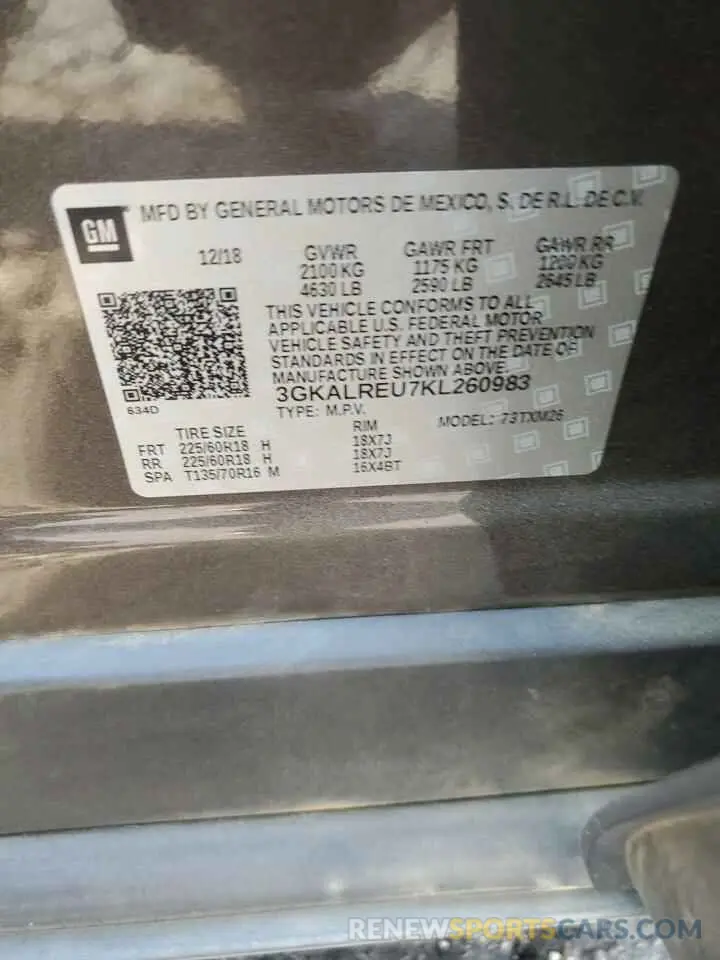 GM
MFD BY GENERAL MOTORS DE MEXICO, S. DE R.L. DE C.V.
12/18 GVWR GAWR FRT GAWR RR
2100 KG 1175 KG 1200 KG
4630 LB 2590 LB 2645 LB
THIS VEHICLE CONFORMS TO ALL
APPLICABLE U.S. FEDERAL MOTOR
VEHICLE SAFETY AND THEFT PREVENTION
STANDARDS IN EFFECT ON THE DATE OF
MANUFACTURE SHOWN ABOVE.
634D
3GKALREU7KL260983
TYPE: M.P.V. MODEL: 73TXM26
TIRE SIZE RIM
FRT 225/60R18 H 18X7J
RR 225/60R18 H 18X7J
SPA T135/70R16 M 16X4BT
RENEWSPORTSCARS.COM